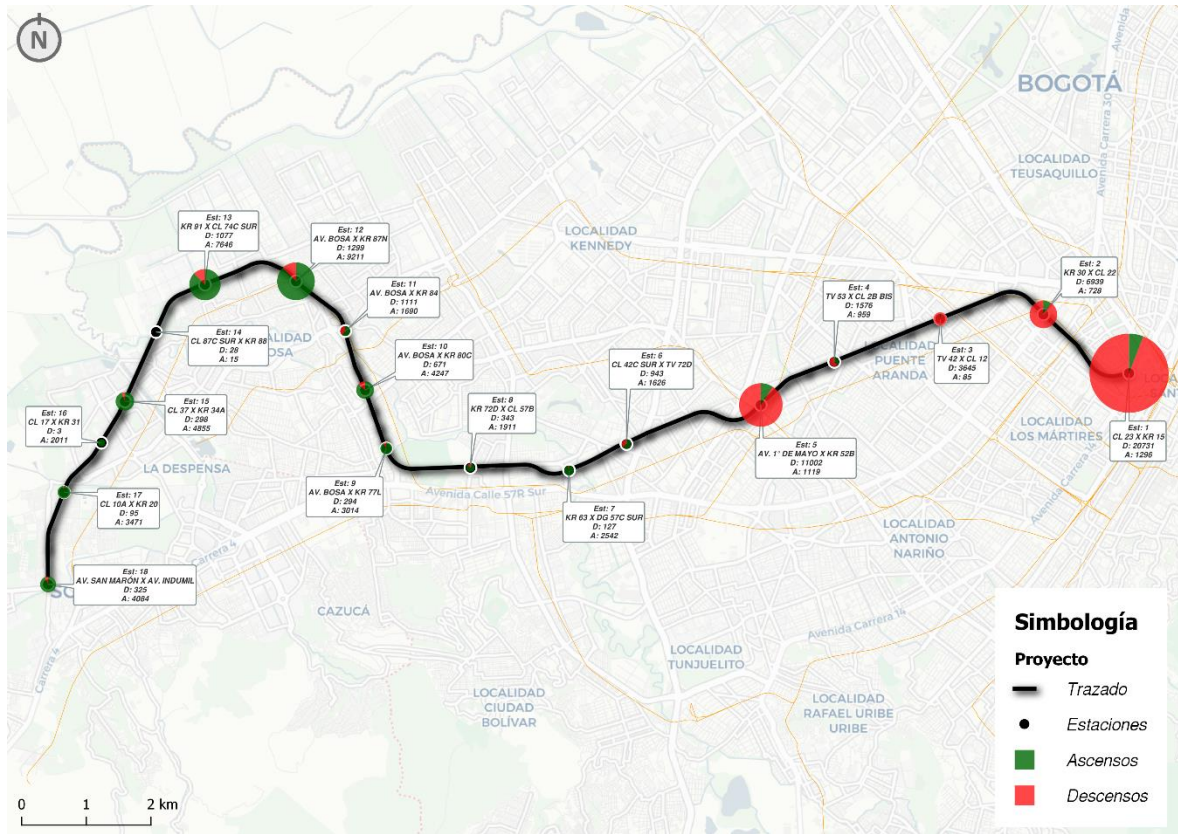 N
BOGOTÁ
Avenida Carrera 30
Avenida
LOCALIDAD
TEUSAQUILLO
Est: 13
KR 91 X CL 74C SUR
D: 1077
A: 7646
Est: 12
AV. BOSA X KR 87N
D: 1299
A: 9211
LOCALIDAD
KENNEDY
Est: 2
KR 30 X CL 22
D: 6939
A: 728
Est: 11
AV. BOSA X KR 84
D: 1111
A: 1690
Est: 4
TV 53 X CL 2B BIS
D: 1576
A: 959
Est: 14
CL 87C SUR X KR 88
D: 28
A: 15
ALIDAD
OSA
Est: 10
AV. BOSA X KR 80C
D: 671
A: 4247
Est: 6
CL 42C SUR X TV 72D
D: 943
A: 1626
LOCALIDAD
PUENTE
ARANDA
Est: 3
TV 42 X CL 12
D: 3645
A: 85
LOCA
SANT
Est: 15
CL 37 X KR 34A
D: 298
A: 4855
Est: 8
KR 72D X CL 57B
D: 343
A: 1911
Est: 16
CL 17 X KR 31
D: 3
A: 2011
LOCALIDAD
LOS MÁRTIRES
Est: 1
CL 23 X KR 15
D: 20731
A: 1298
Est: 5
AV. 1° DE MAYO X KR 52B
D: 11002
A: 1119
LA DESPENSA
Est: 17
CL 10A X KR 20
D: 95
A: 3471
Est: 9
AV. BOSA X KR 77L
D: 294
A: 3014
Avenida Calle 57R Sur
Est: 7
KR 63 X DG 57C SUR
D: 127
A: 2542
LOCALIDAD
ANTONIO
NARIÑO
Carrera 4
Est: 18
AV. SAN MARÓN X AV. INDUMIL
D: 325
A: 4084
SO
CAZUCÁ
Avenida Carrera 14
Carrera 4
LOCALIDAD
TUNJUELITO
LOCALIDAD
CIUDAD
BOLÍVAR
LOCALIDAD
RAFAEL URIBE
URIBE
Simbología
Proyecto
Trazado
Estaciones
Ascensos
Descensos
0 1 2 km